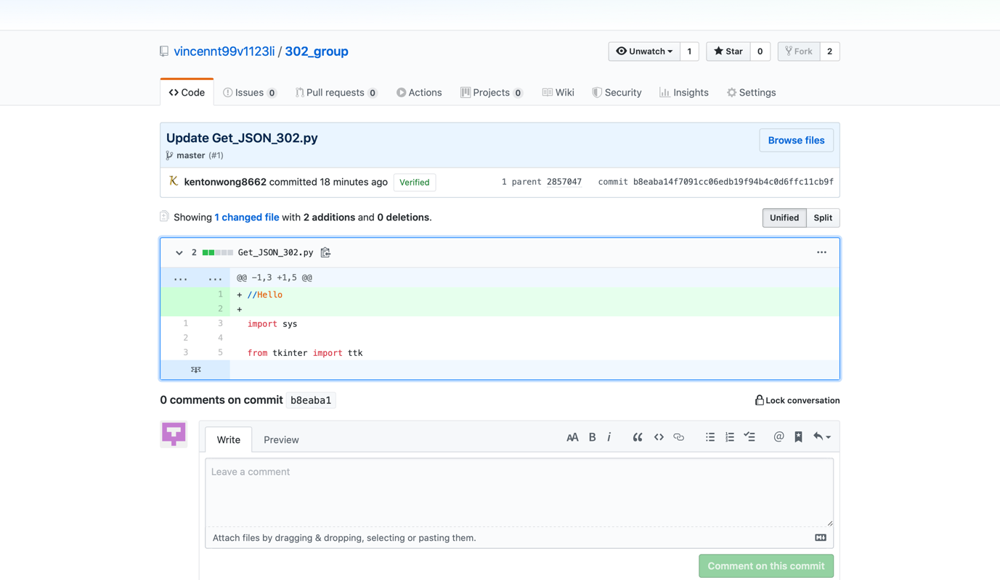 vincennt99v1123li / 302_group
Unwatch 1 Star 0 Fork 2
Code Issues 0 Pull requests 0 Actions Projects 0 Wiki Security Insights Settings
Update Get_JSON_302.py
Browse files
master (#1)
kentonwong8662 committed 18 minutes ago Verified 1 parent 2857047 commit b8eaba14f7091cc06edb19f94b4c0d6ffc11cb9f
Showing 1 changed file with 2 additions and 0 deletions.
Unified Split
2 Get_JSON_302.py
... ... @@ -1,3 +1,5 @@
1 + //Hello
2 +
1 3 import sys
2 4
3 5 from tkinter import ttk
0 comments on commit b8eaba1
Lock conversation
Write Preview
Leave a comment
Attach files by dragging & dropping, selecting or pasting them.
Comment on this commit